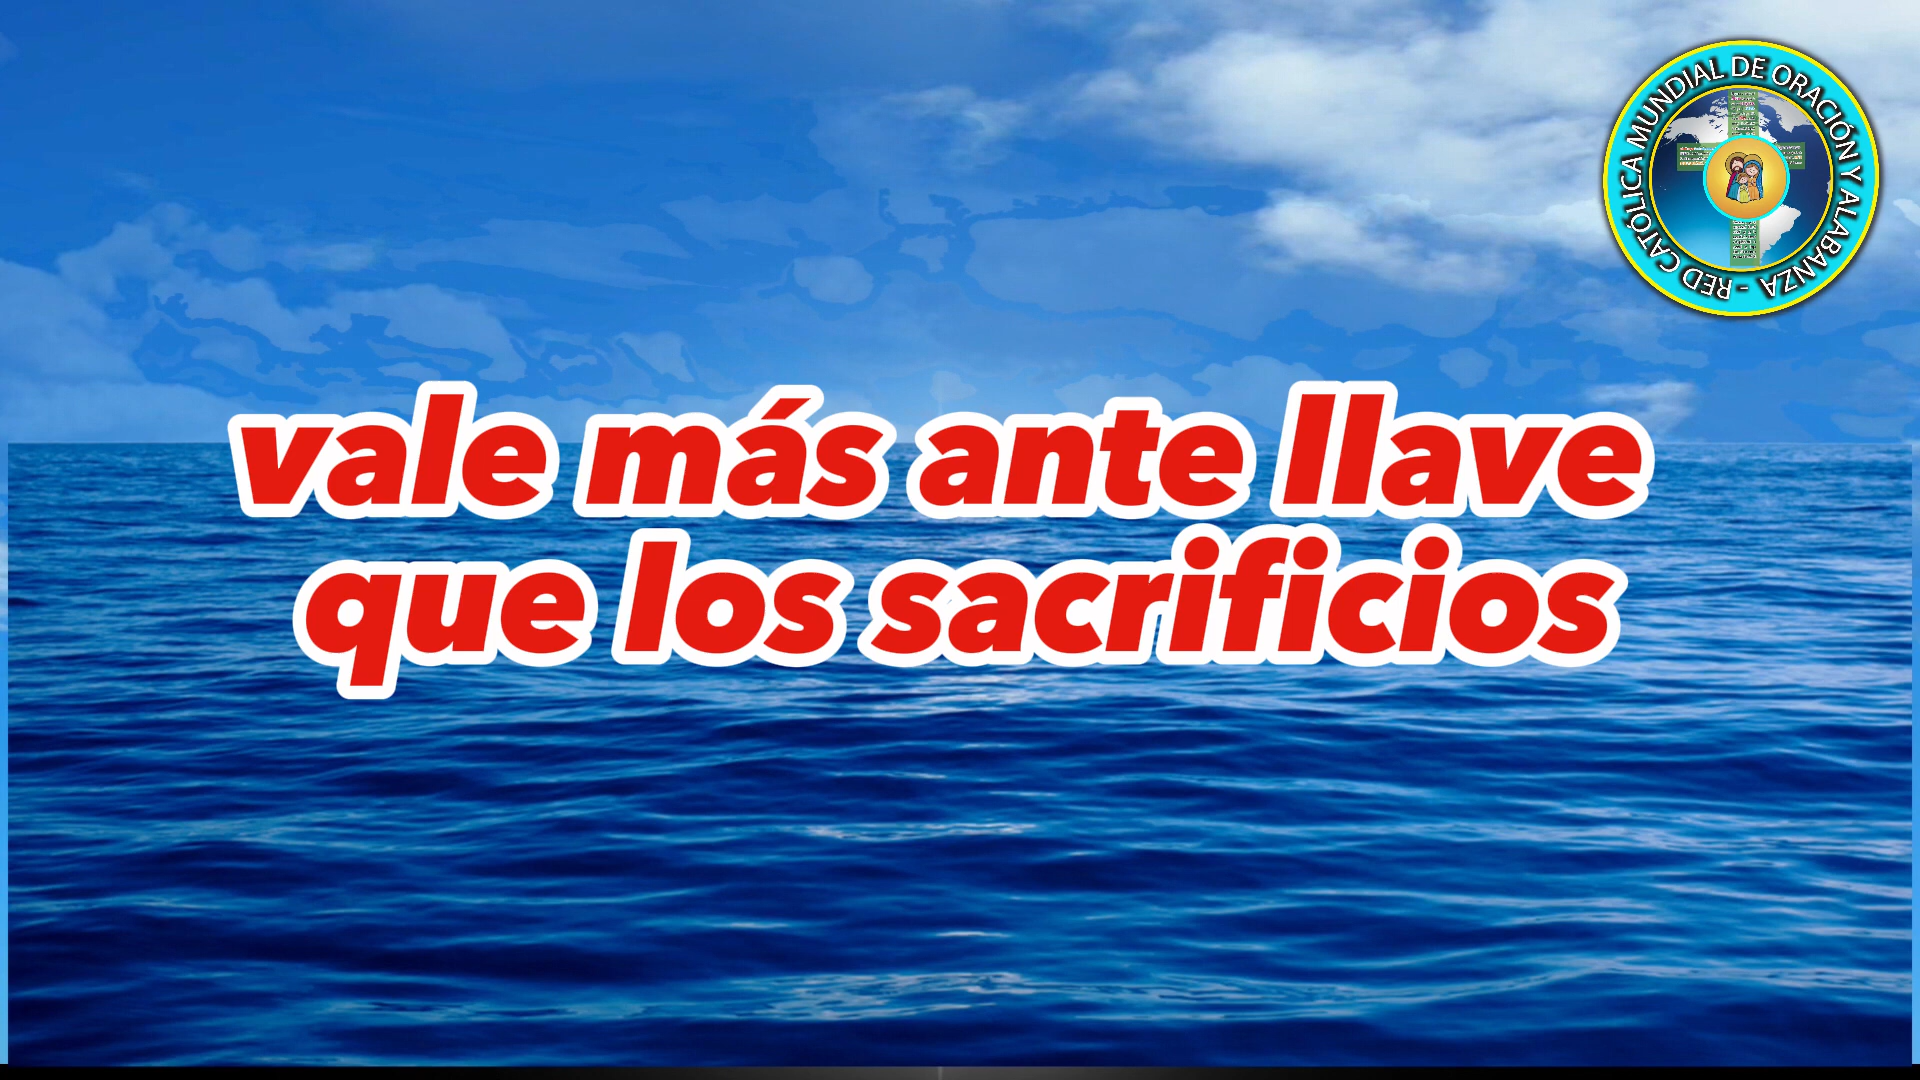 RED CATÓLICA MUNDIAL DE ORACIÓN Y ALABANZA -
vale más ante llave
que los sacrificios